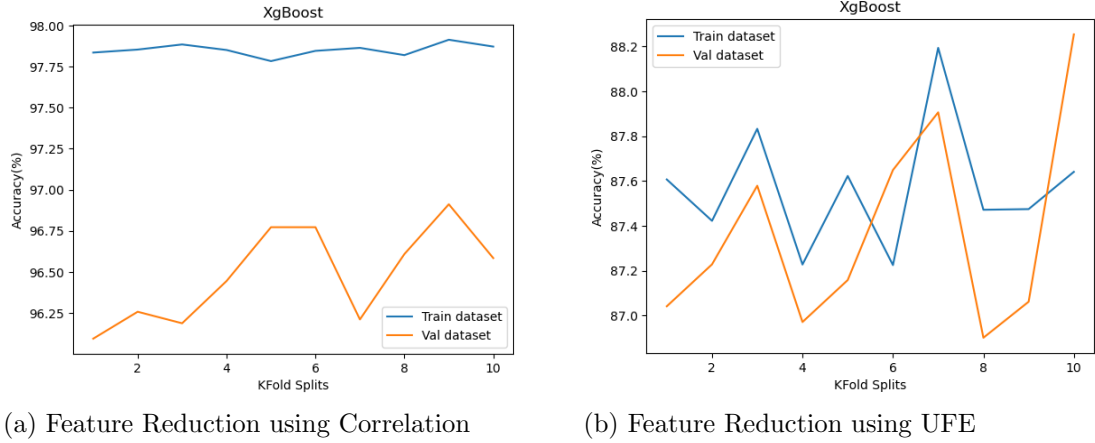 XgBoost
98.00
97.75
97.50
97.25
97.00
96.75
96.50
96.25
Accuracy(%)
Train dataset
Val dataset
2 4 6 8 10
KFold Splits
(a) Feature Reduction using Correlation
XgBoost
88.2
88.0
87.8
87.6
87.4
87.2
87.0
Accuracy(%)
Train dataset
Val dataset
2 4 6 8 10
KFold Splits
(b) Feature Reduction using UFE